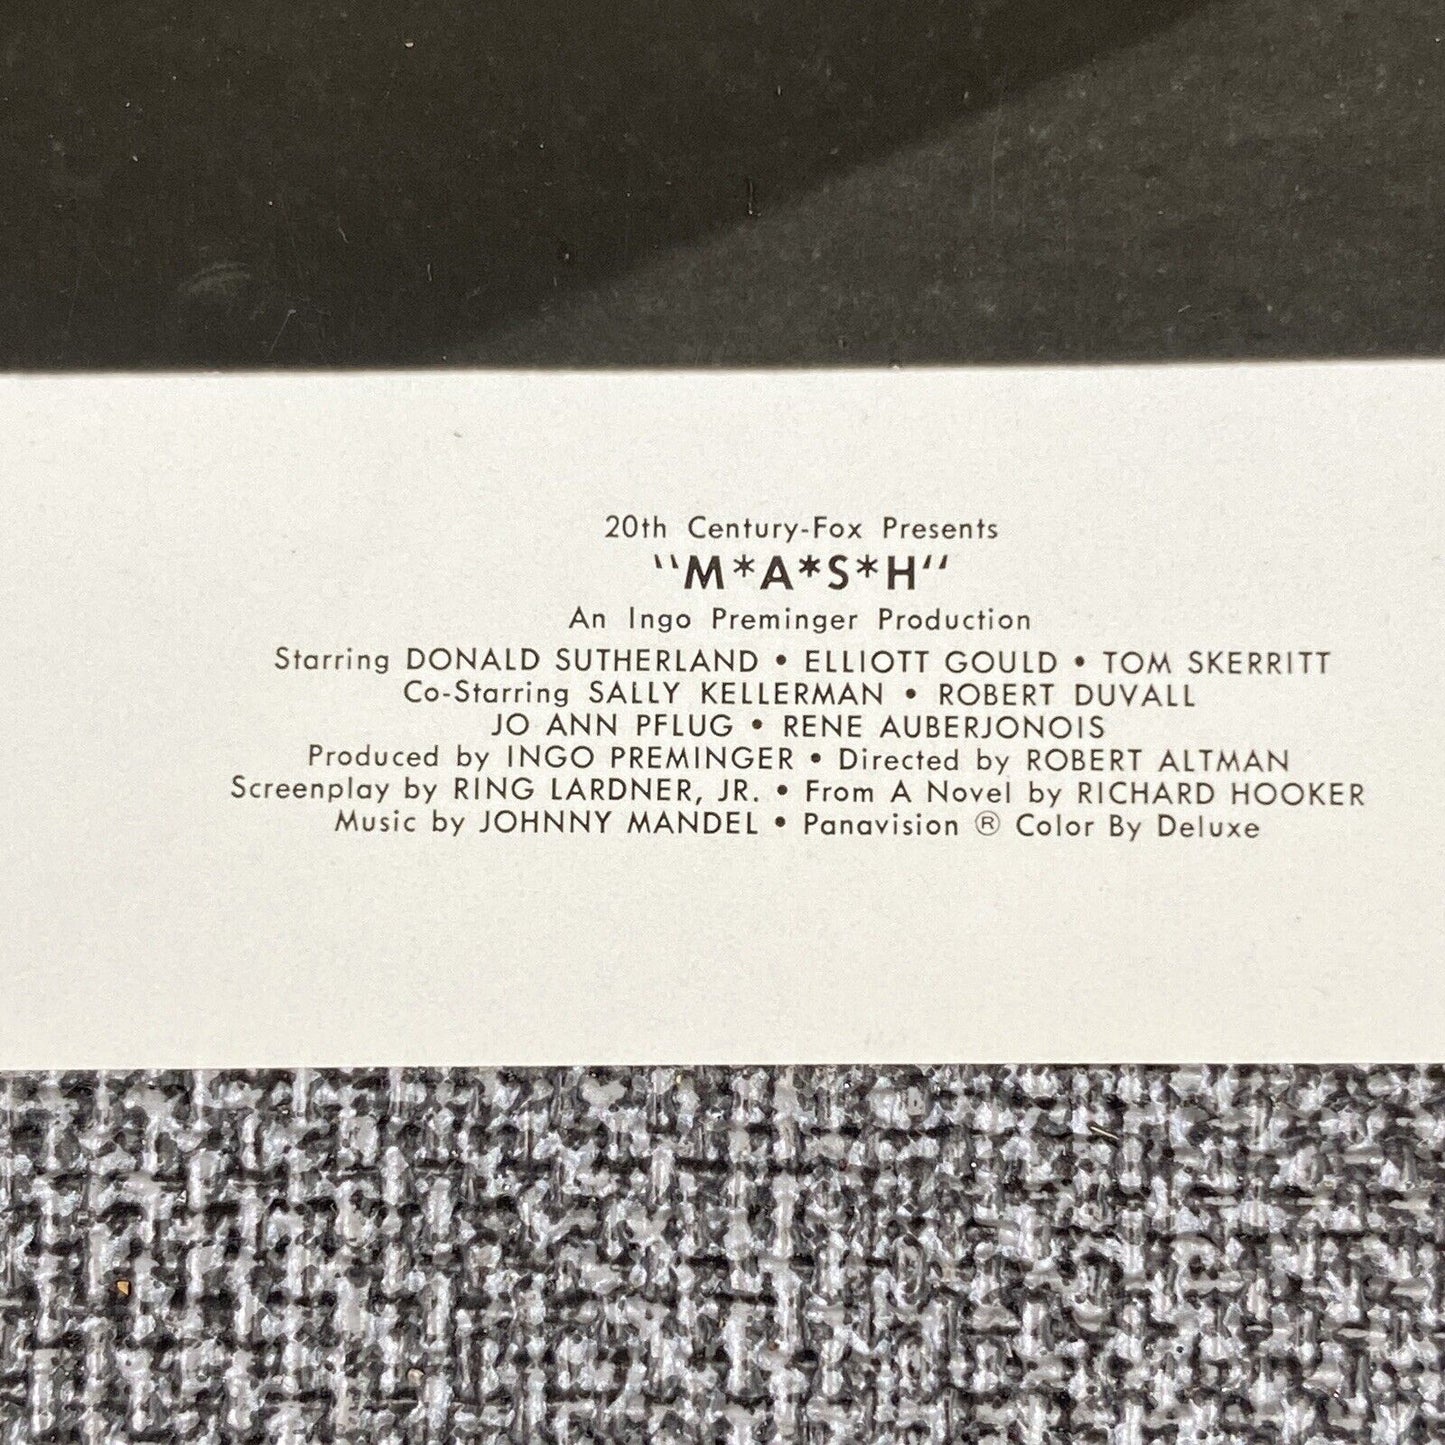 20th Century-Fox Presents
"M*A*S*H"
An Ingo Preminger Production
Starring DONALD SUTHERLAND • ELLIOTT GOULD • TOM SKERRITT
Co-Starring SALLY KELLERMAN • ROBERT DUVALL
JO ANN PFLUG • RENE AUBERJONOIS
Produced by INGO PREMINGER • Directed by ROBERT ALTMAN
Screenplay by RING LARDNER, JR. • From A Novel by RICHARD HOOKER
Music by JOHNNY MANDEL • Panavision ® Color By Deluxe